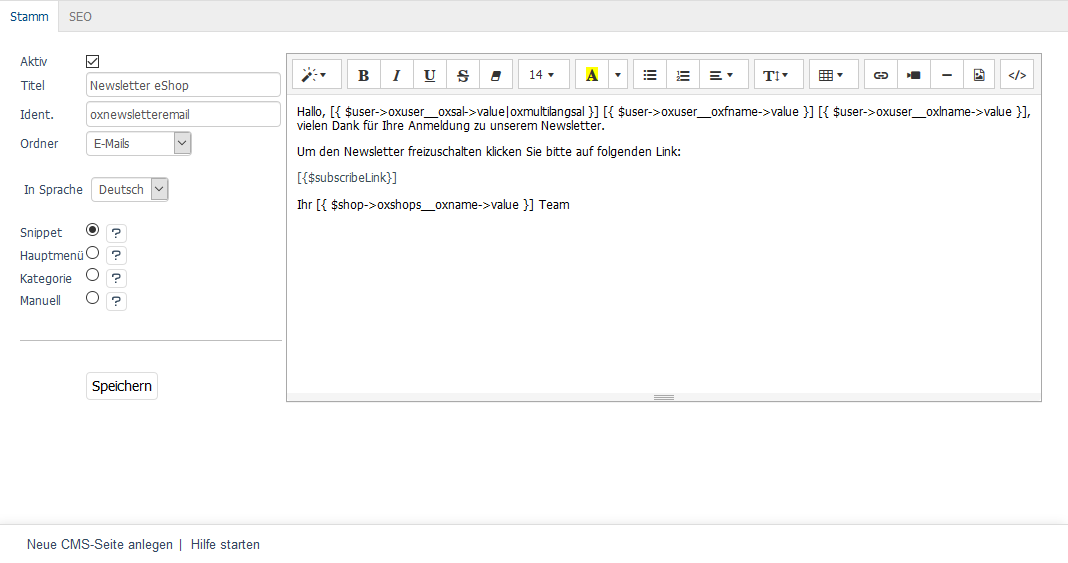 Stamm SEO
Aktiv
Titel Newsletter eShop
Ident. oxnewsletteremail
Ordner E-Mails
In Sprache Deutsch
Snippet ?
Hauptmenü ?
Kategorie ?
Manuell ?
Speichern
B I U S 14 A T </>
Hallo, [{ $user->oxuser__oxsal->value|oxmultilangsal }] [{ $user->oxuser__oxfname->value }] [{ $user->oxuser__oxlname->value }],
vielen Dank für Ihre Anmeldung zu unserem Newsletter.
Um den Newsletter freizuschalten klicken Sie bitte auf folgenden Link:
[{$subscribeLink}]
Ihr [{ $shop->oxshops__oxname->value }] Team
Neue CMS-Seite anlegen | Hilfe starten